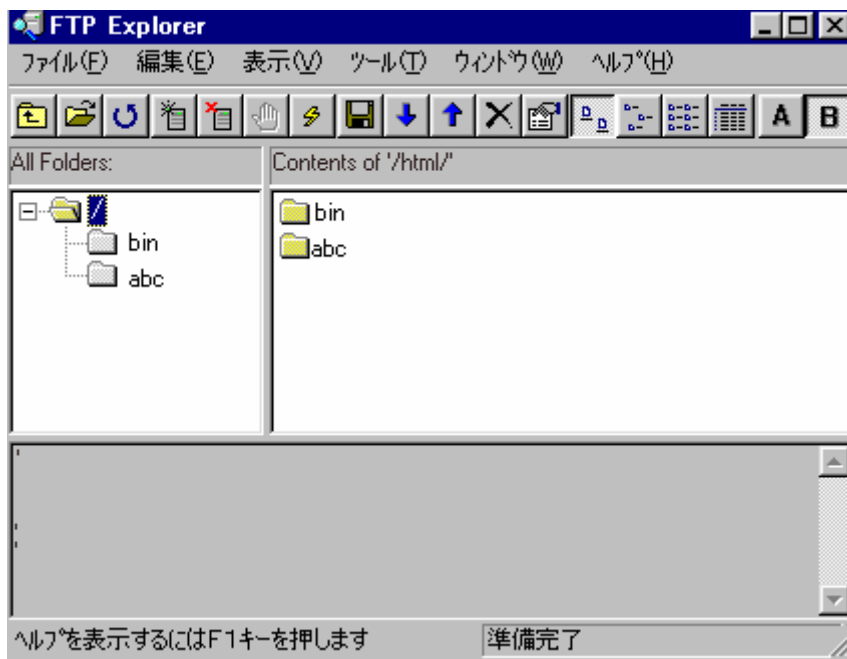 FTP Explorer
ファイル(F) 編集(E) 表示(V) ツール(T) ウィンドウ(W) ヘルプ(H)
A B
All Folders: Contents of '/html/'
/ bin
bin abc
abc
ヘルプを表示するにはF1キーを押します 準備完了